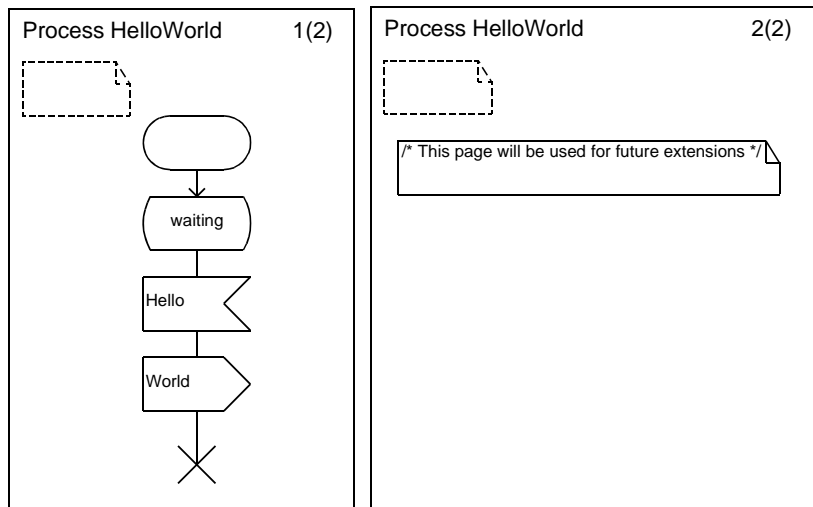 Process HelloWorld 1(2)
waiting
Hello
World
Process HelloWorld 2(2)
/* This page will be used for future extensions */